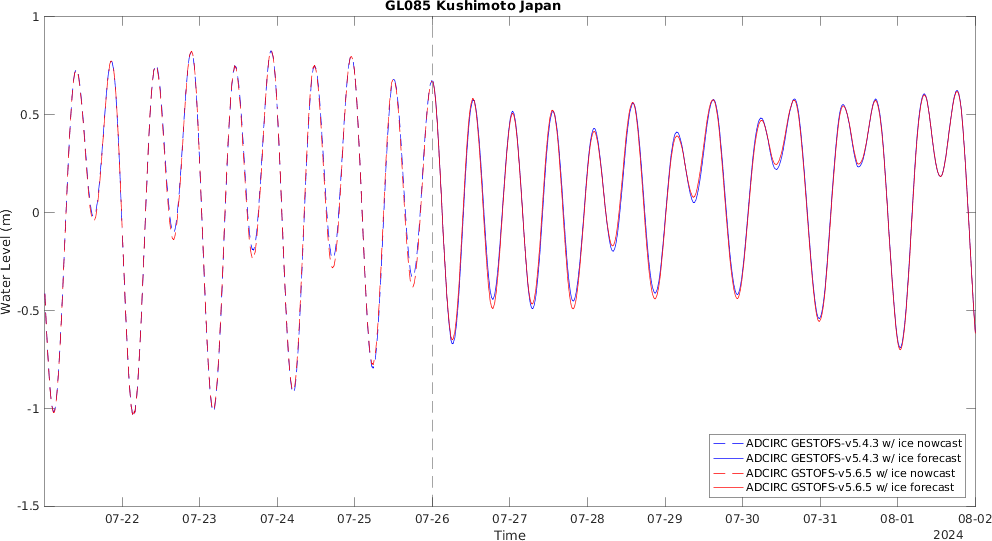 GL085 Kushimoto Japan
Water Level (m)
1
0.5
0
-0.5
-1
-1.5
ADCIRC GESTOFS-v5.4.3 w/ ice nowcast
ADCIRC GESTOFS-v5.4.3 w/ ice forecast
ADCIRC GSTOFS-v5.6.5 w/ ice nowcast
ADCIRC GSTOFS-v5.6.5 w/ ice forecast
07-22 07-23 07-24 07-25 07-26 07-27 07-28 07-29 07-30 07-31 08-01 08-02
Time
2024